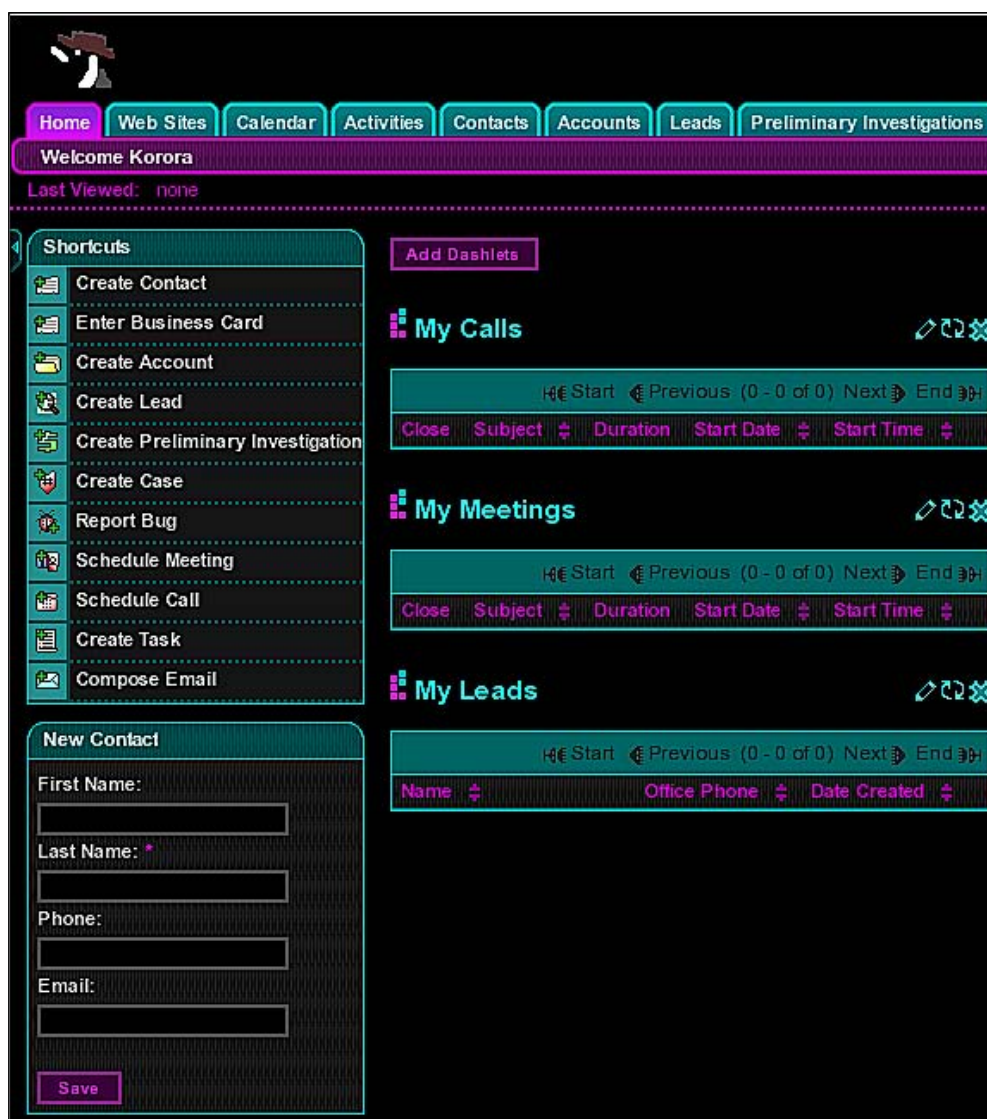 Home Web Sites Calendar Activities Contacts Accounts Leads Preliminary Investigations
Welcome Korora
Last Viewed: none
Shortcuts
Create Contact
Enter Business Card
Create Account
Create Lead
Create Preliminary Investigation
Create Case
Report Bug
Schedule Meeting
Schedule Call
Create Task
Compose Email
New Contact
First Name:
Last Name: *
Phone:
Email:
Save
Add Dashlets
My Calls
Start Previous (0 - 0 of 0) Next End
Close Subject Duration Start Date Start Time
My Meetings
Start Previous (0 - 0 of 0) Next End
Close Subject Duration Start Date Start Time
My Leads
Start Previous (0 - 0 of 0) Next End
Name Office Phone Date Created